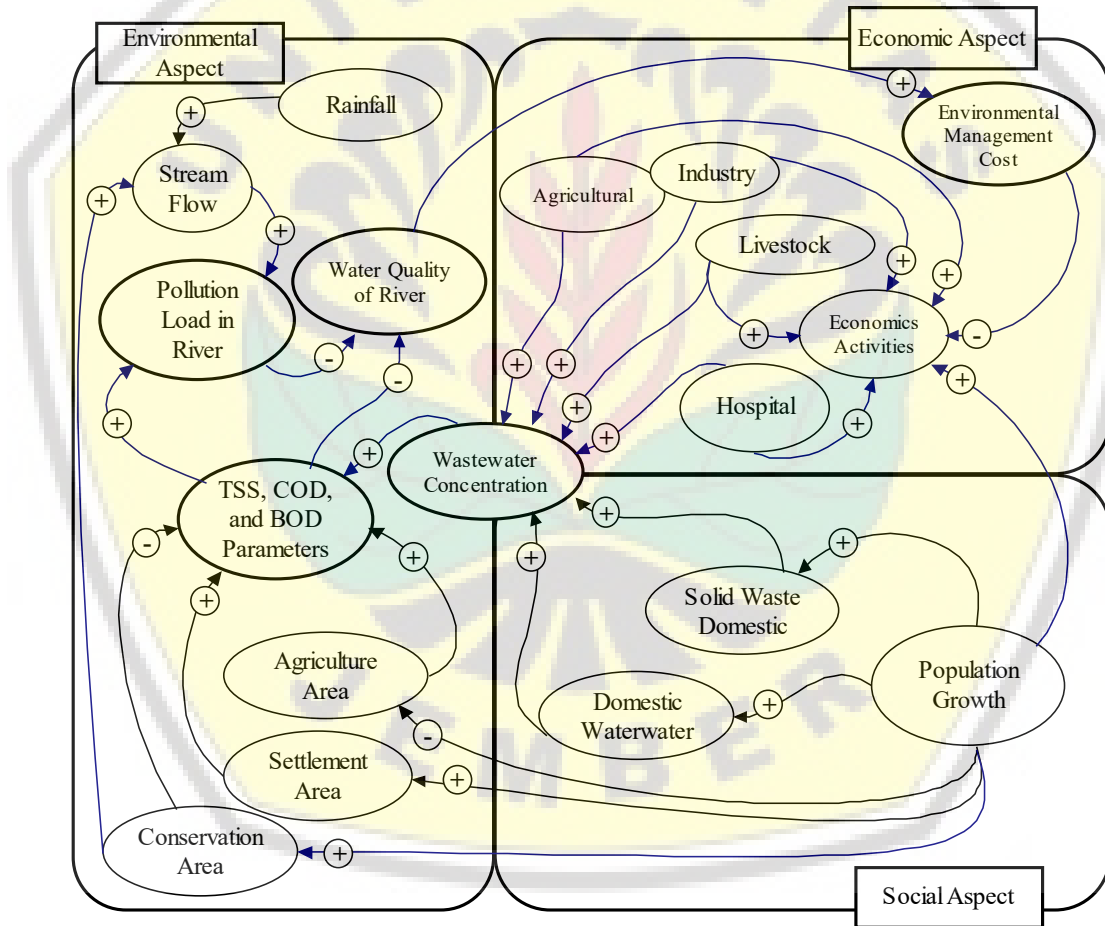 Environmental
Aspect
Economic Aspect
Rainfall
+
+
Environmental
Management
Cost
Stream
Flow
+
+
Agricultural
Industry
Livestock
Water Quality
of River
Pollution
Load in
River
+
+
-
-
+
Economics
Activities
-
+
+
+
+
+
Hospital
+
+
+
Wastewater
Concentration
TSS, COD,
and BOD
Parameters
-
+
+
+
+
+
Solid Waste
Domestic
Agriculture
Area
Population
Growth
Domestic
Waterwater
+
-
Settlement
Area
+
Conservation
Area
+
Social Aspect
JEMBER